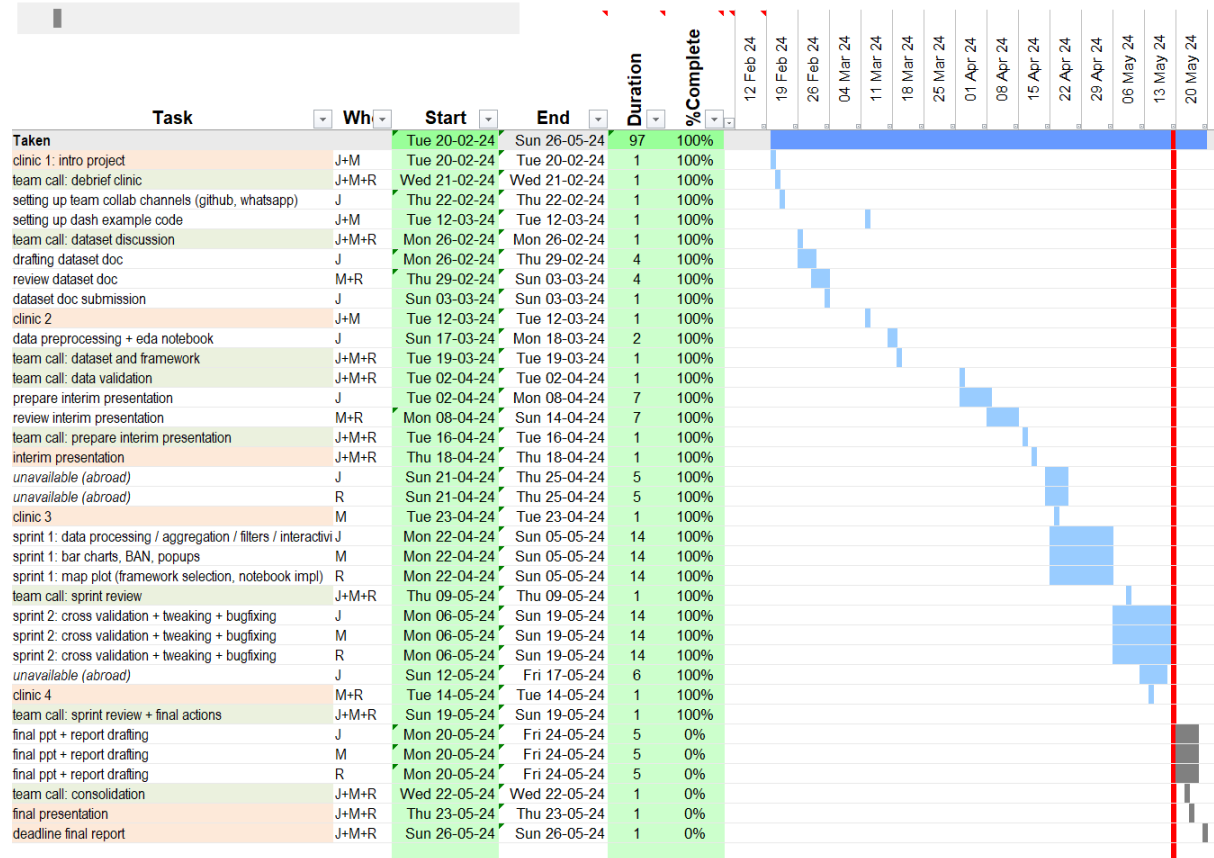 Task Who Start End Duration %Complete 12 Feb 24 19 Feb 24 26 Feb 24 04 Mar 24 11 Mar 24 18 Mar 24 25 Mar 24 01 Apr 24 08 Apr 24 15 Apr 24 22 Apr 24 29 Apr 24 06 May 24 13 May 24 20 May 24
Taken Tue 20-02-24 Sun 26-05-24 97 100%
clinic 1: intro project J+M Tue 20-02-24 Tue 20-02-24 1 100%
team call: debrief clinic J+M+R Wed 21-02-24 Wed 21-02-24 1 100%
setting up team collab channels (github, whatsapp) J Thu 22-02-24 Thu 22-02-24 1 100%
setting up dash example code J+M Tue 12-03-24 Tue 12-03-24 1 100%
team call: dataset discussion J+M+R Mon 26-02-24 Mon 26-02-24 1 100%
drafting dataset doc J Mon 26-02-24 Thu 29-02-24 4 100%
review dataset doc M+R Thu 29-02-24 Sun 03-03-24 4 100%
dataset doc submission J Sun 03-03-24 Sun 03-03-24 1 100%
clinic 2 J+M Tue 12-03-24 Tue 12-03-24 1 100%
data preprocessing + eda notebook J Sun 17-03-24 Mon 18-03-24 2 100%
team call: dataset and framework J+M+R Tue 19-03-24 Tue 19-03-24 1 100%
team call: data validation J+M+R Tue 02-04-24 Tue 02-04-24 1 100%
prepare interim presentation J Tue 02-04-24 Mon 08-04-24 7 100%
review interim presentation M+R Mon 08-04-24 Sun 14-04-24 7 100%
team call: prepare interim presentation J+M+R Tue 16-04-24 Tue 16-04-24 1 100%
interim presentation J+M+R Thu 18-04-24 Thu 18-04-24 1 100%
unavailable (abroad) J Sun 21-04-24 Thu 25-04-24 5 100%
unavailable (abroad) R Sun 21-04-24 Thu 25-04-24 5 100%
clinic 3 M Tue 23-04-24 Tue 23-04-24 1 100%
sprint 1: data processing / aggregation / filters / interactivi J Mon 22-04-24 Sun 05-05-24 14 100%
sprint 1: bar charts, BAN, popups M Mon 22-04-24 Sun 05-05-24 14 100%
sprint 1: map plot (framework selection, notebook impl) R Mon 22-04-24 Sun 05-05-24 14 100%
team call: sprint review J+M+R Thu 09-05-24 Thu 09-05-24 1 100%
sprint 2: cross validation + tweaking + bugfixing J Mon 06-05-24 Sun 19-05-24 14 100%
sprint 2: cross validation + tweaking + bugfixing M Mon 06-05-24 Sun 19-05-24 14 100%
sprint 2: cross validation + tweaking + bugfixing R Mon 06-05-24 Sun 19-05-24 14 100%
unavailable (abroad) J Sun 12-05-24 Fri 17-05-24 6 100%
clinic 4 M+R Tue 14-05-24 Tue 14-05-24 1 100%
team call: sprint review + final actions J+M+R Sun 19-05-24 Sun 19-05-24 1 100%
final ppt + report drafting J Mon 20-05-24 Fri 24-05-24 5 0%
final ppt + report drafting M Mon 20-05-24 Fri 24-05-24 5 0%
final ppt + report drafting R Mon 20-05-24 Fri 24-05-24 5 0%
team call: consolidation J+M+R Wed 22-05-24 Wed 22-05-24 1 0%
final presentation J+M+R Thu 23-05-24 Thu 23-05-24 1 0%
deadline final report J+M+R Sun 26-05-24 Sun 26-05-24 1 0%